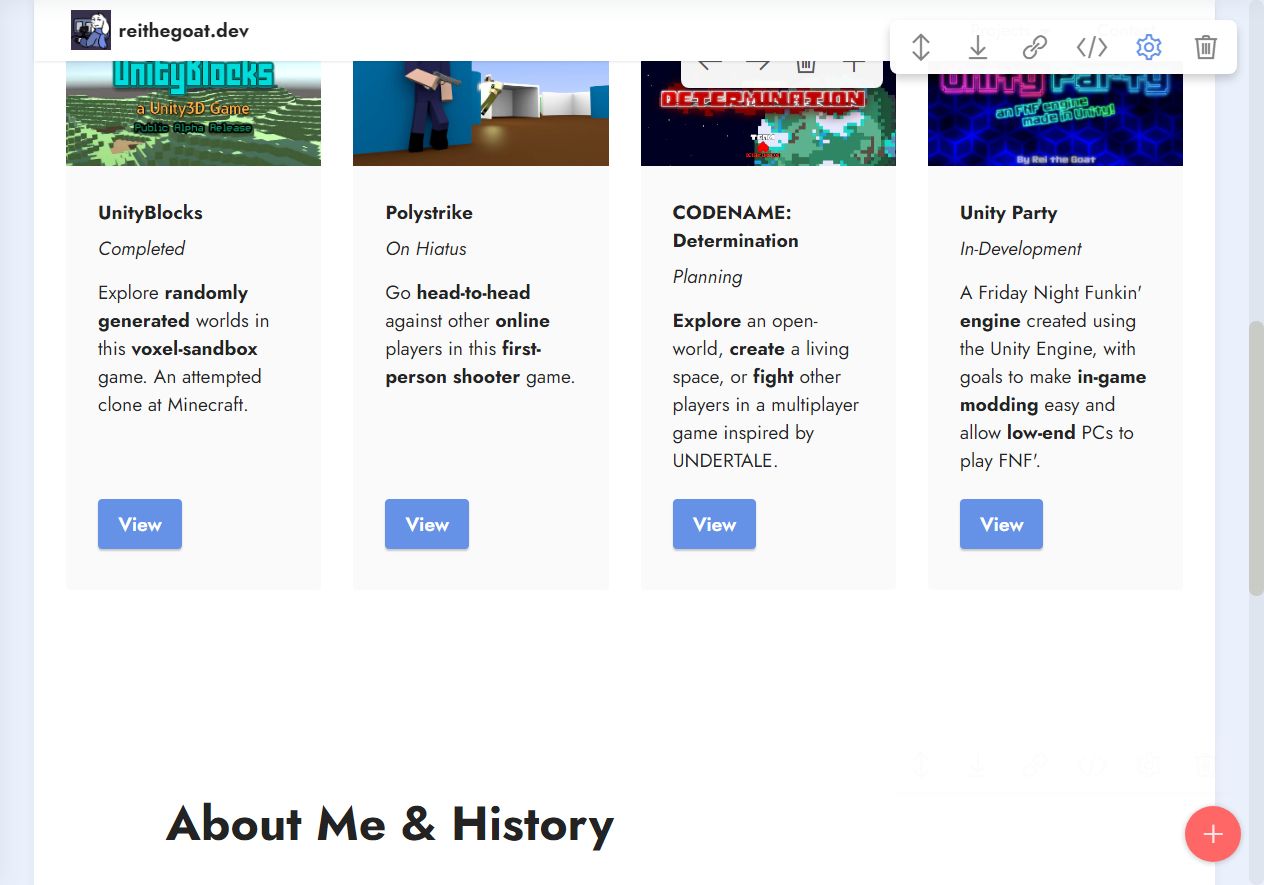 reithegoat.dev
UnityBlocks
a Unity3D Game
Public Alpha Release
DETERMINATION
Unity Party
an FNF engine
made in Unity!
By Rei the Goat
UnityBlocks
Completed
Explore randomly
generated worlds in
this voxel-sandbox
game. An attempted
clone at Minecraft.
View
Polystrike
On Hiatus
Go head-to-head
against other online
players in this first-
person shooter game.
View
CODENAME:
Determination
Planning
Explore an open-
world, create a living
space, or fight other
players in a multiplayer
game inspired by
UNDERTALE.
View
Unity Party
In-Development
A Friday Night Funkin'
engine created using
the Unity Engine, with
goals to make in-game
modding easy and
allow low-end PCs to
play FNF'.
View
About Me & History